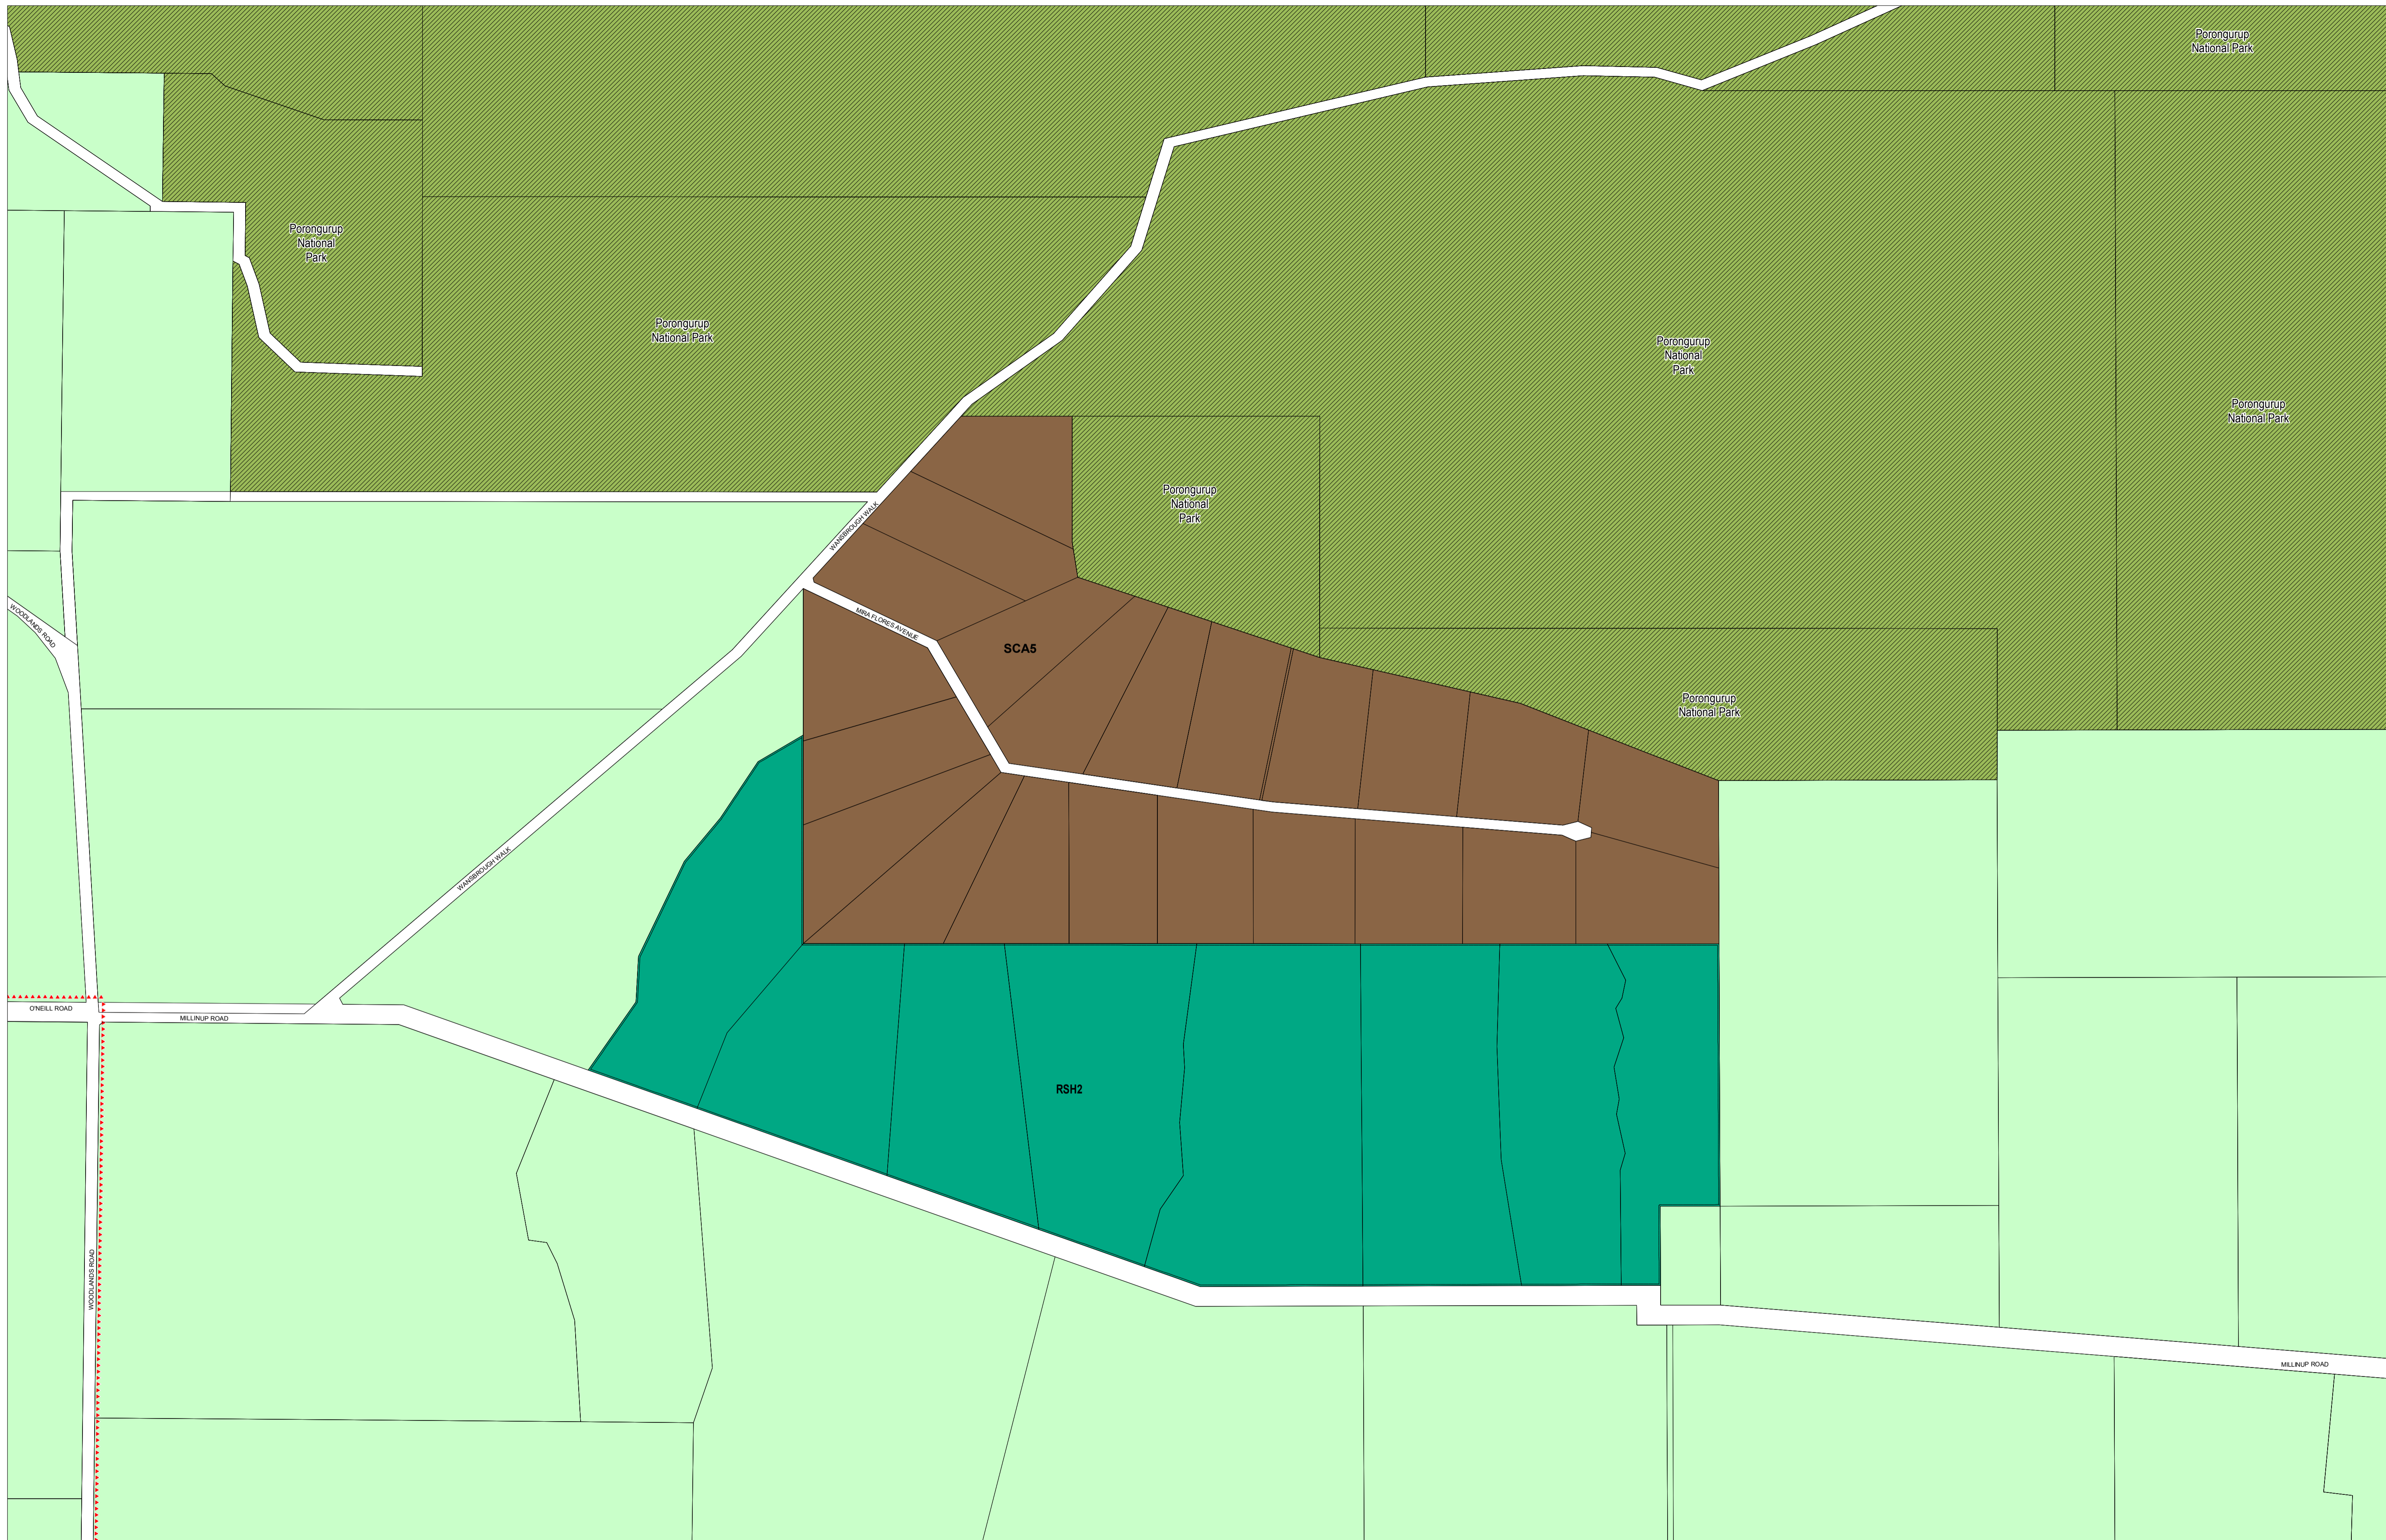 Porongurup
National Park
Porongurup
National
Park
Porongurup
National Park
Porongurup
National
Park
Porongurup
National Park
Porongurup
National
Park
WANSBROUGH WALK
MIRA FLORES AVENUE
WOODLANDS ROAD
SCA5
Porongurup
National Park
WANSBROUGH WALK
O'NEILL ROAD
MILLINUP ROAD
RSH2
WOODLANDS ROAD
MILLINUP ROAD